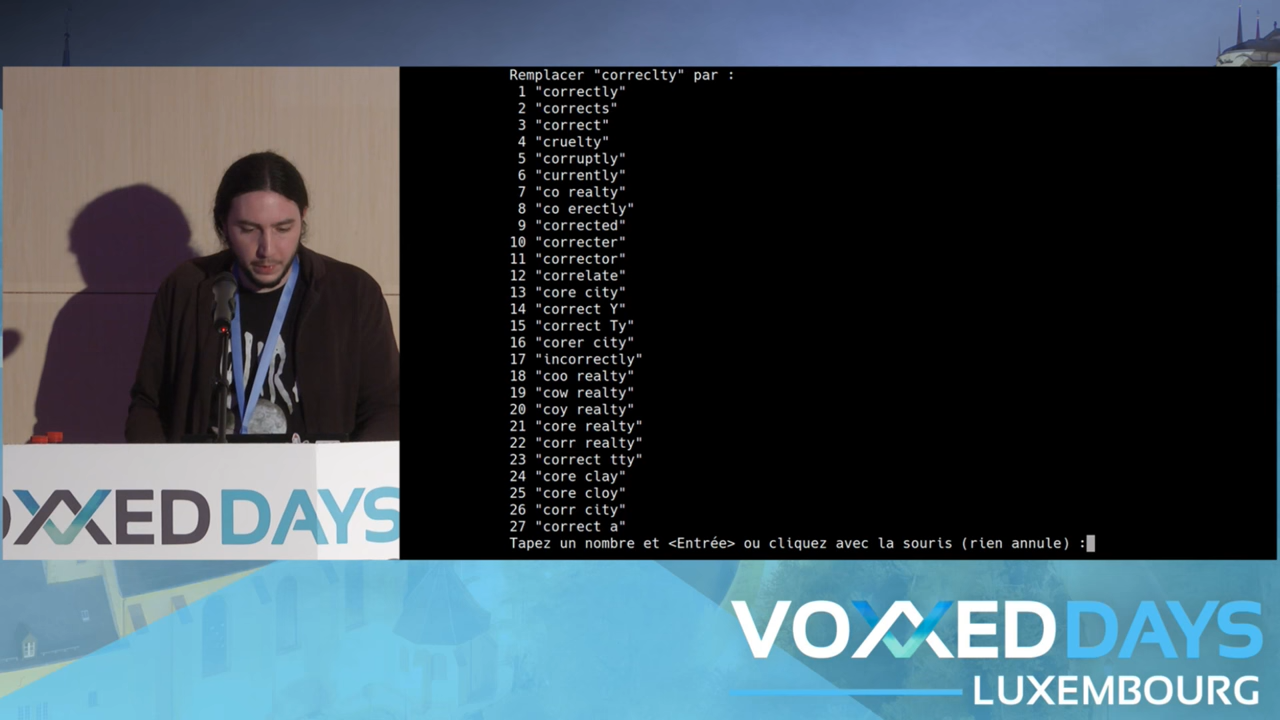 Remplacer "correclty" par :
1 "correctly"
2 "corrects"
3 "correct"
4 "cruelty"
5 "corruptly"
6 "currently"
7 "co realty"
8 "co erectly"
9 "corrected"
10 "correcter"
11 "corrector"
12 "correlate"
13 "core city"
14 "correct Y"
15 "correct Ty"
16 "corer city"
17 "incorrectly"
18 "coo realty"
19 "cow realty"
20 "coy realty"
21 "core realty"
22 "corr realty"
23 "correct tty"
24 "core clay"
25 "core cloy"
26 "corr city"
27 "correct a"
Tapez un nombre et <Entrée> ou cliquez avec la souris (rien annule) :
VOXXED DAYS
VOXXED DAYS
LUXEMBOURG